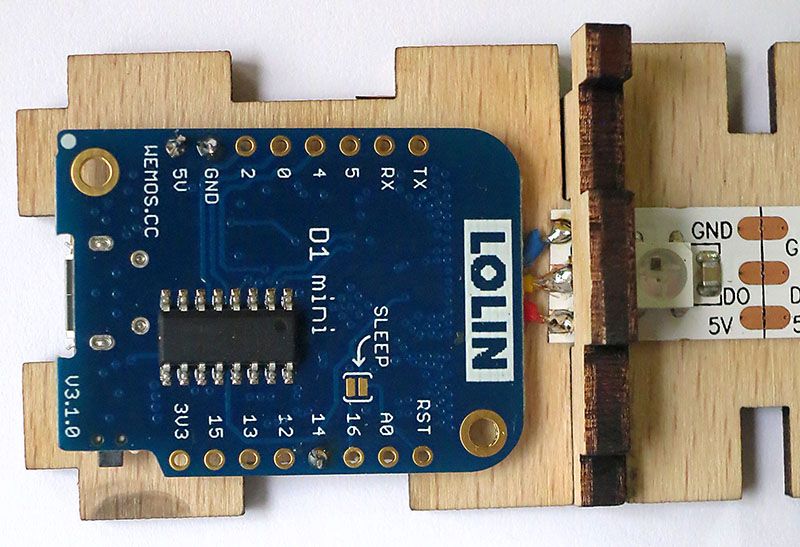 WEMOS.CC
5V
GND
2
0
4
5
RX
TX
D1 mini
LOLIN
SLEEP
V3.1.0
3V3
15
13
12
14
16
A0
RST
GND
DO
5V
G
D
5